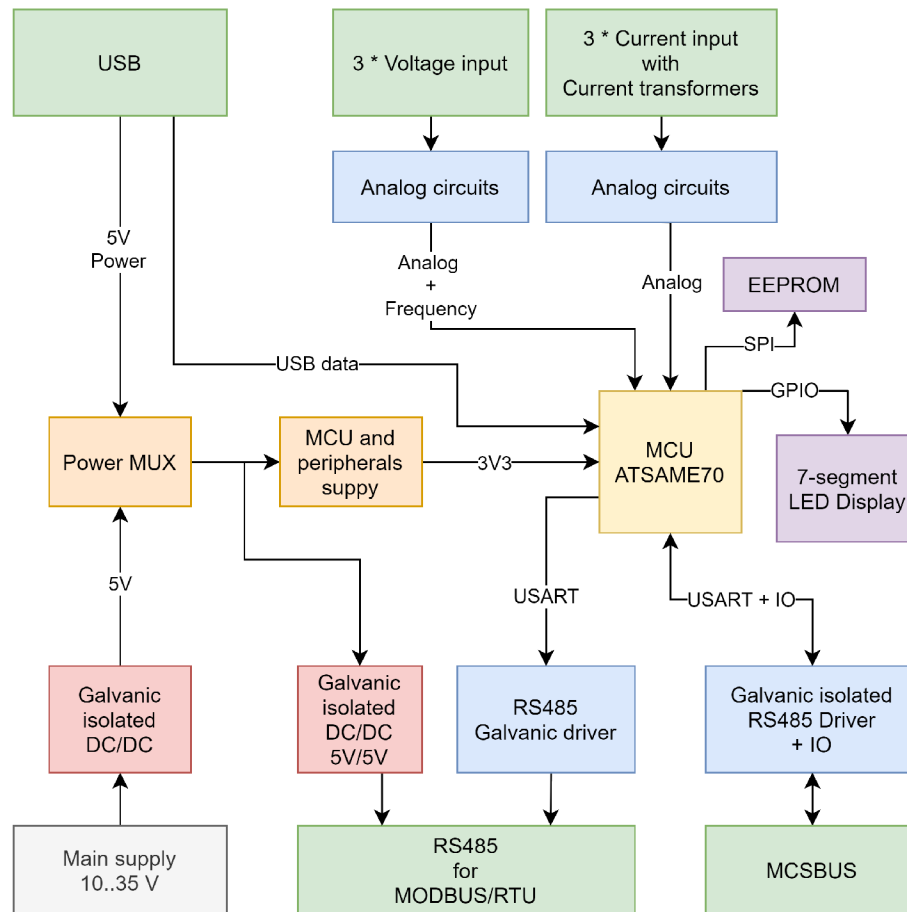 USB
3 * Voltage input
3 * Current input
with
Current transformers
Analog circuits
Analog circuits
5V
Power
Analog
+
Frequency
Analog
EEPROM
SPI
USB data
GPIO
Power MUX
MCU and
peripherals
suppy
3V3
MCU
ATSAME70
7-segment
LED Display
5V
USART
USART + IO
Galvanic
isolated
DC/DC
Galvanic
isolated
DC/DC
5V/5V
RS485
Galvanic driver
Galvanic isolated
RS485 Driver
+ IO
Main supply
10..35 V
RS485
for
MODBUS/RTU
MCSBUS